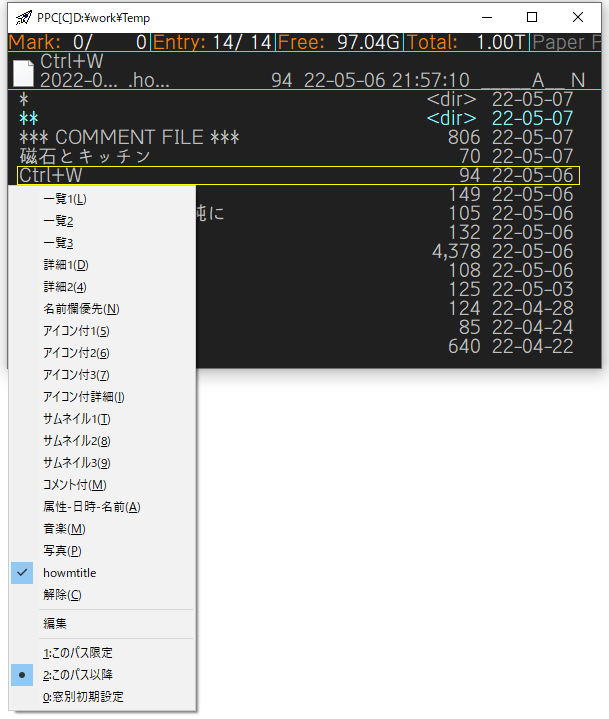 PPC[C]D:¥work¥Temp
Mark: 0/ 0 Entry: 14/ 14 Free: 97.04G Total: 1.00T Paper P
Ctrl+W
2022-0... .ho... 94 22-05-06 21:57:10 _____A__N
* <dir> 22-05-07
** <dir> 22-05-07
*** COMMENT FILE *** 806 22-05-07
磁石とキッチン 70 22-05-07
Ctrl+W 94 22-05-06
149 22-05-06
に 105 22-05-06
132 22-05-06
4,378 22-05-06
108 22-05-06
125 22-05-03
124 22-04-28
85 22-04-24
640 22-04-22
一覧1(L)
一覧2
一覧3
詳細1(D)
詳細2(4)
名前欄優先(N)
アイコン付1(5)
アイコン付2(6)
アイコン付3(7)
アイコン付詳細(I)
サムネイル1(T)
サムネイル2(8)
サムネイル3(9)
コメント付(M)
属性-日時-名前(A)
音楽(M)
写真(P)
howmtitle
解除(C)
編集
1:このパス限定
2:このパス以降
0:窓別初期設定